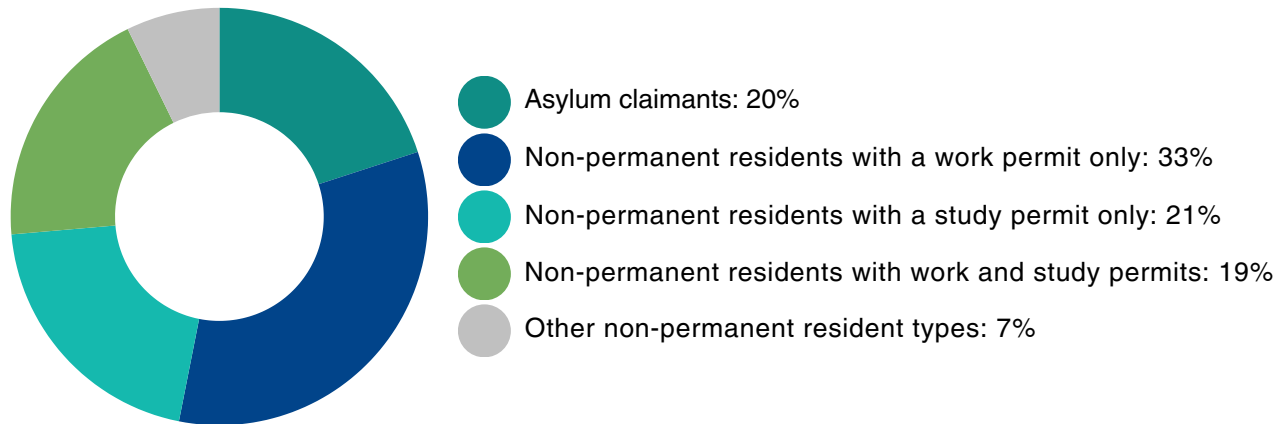 Asylum claimants: 20%
Non-permanent residents with a work permit only: 33%
Non-permanent residents with a study permit only: 21%
Non-permanent residents with work and study permits: 19%
Other non-permanent resident types: 7%